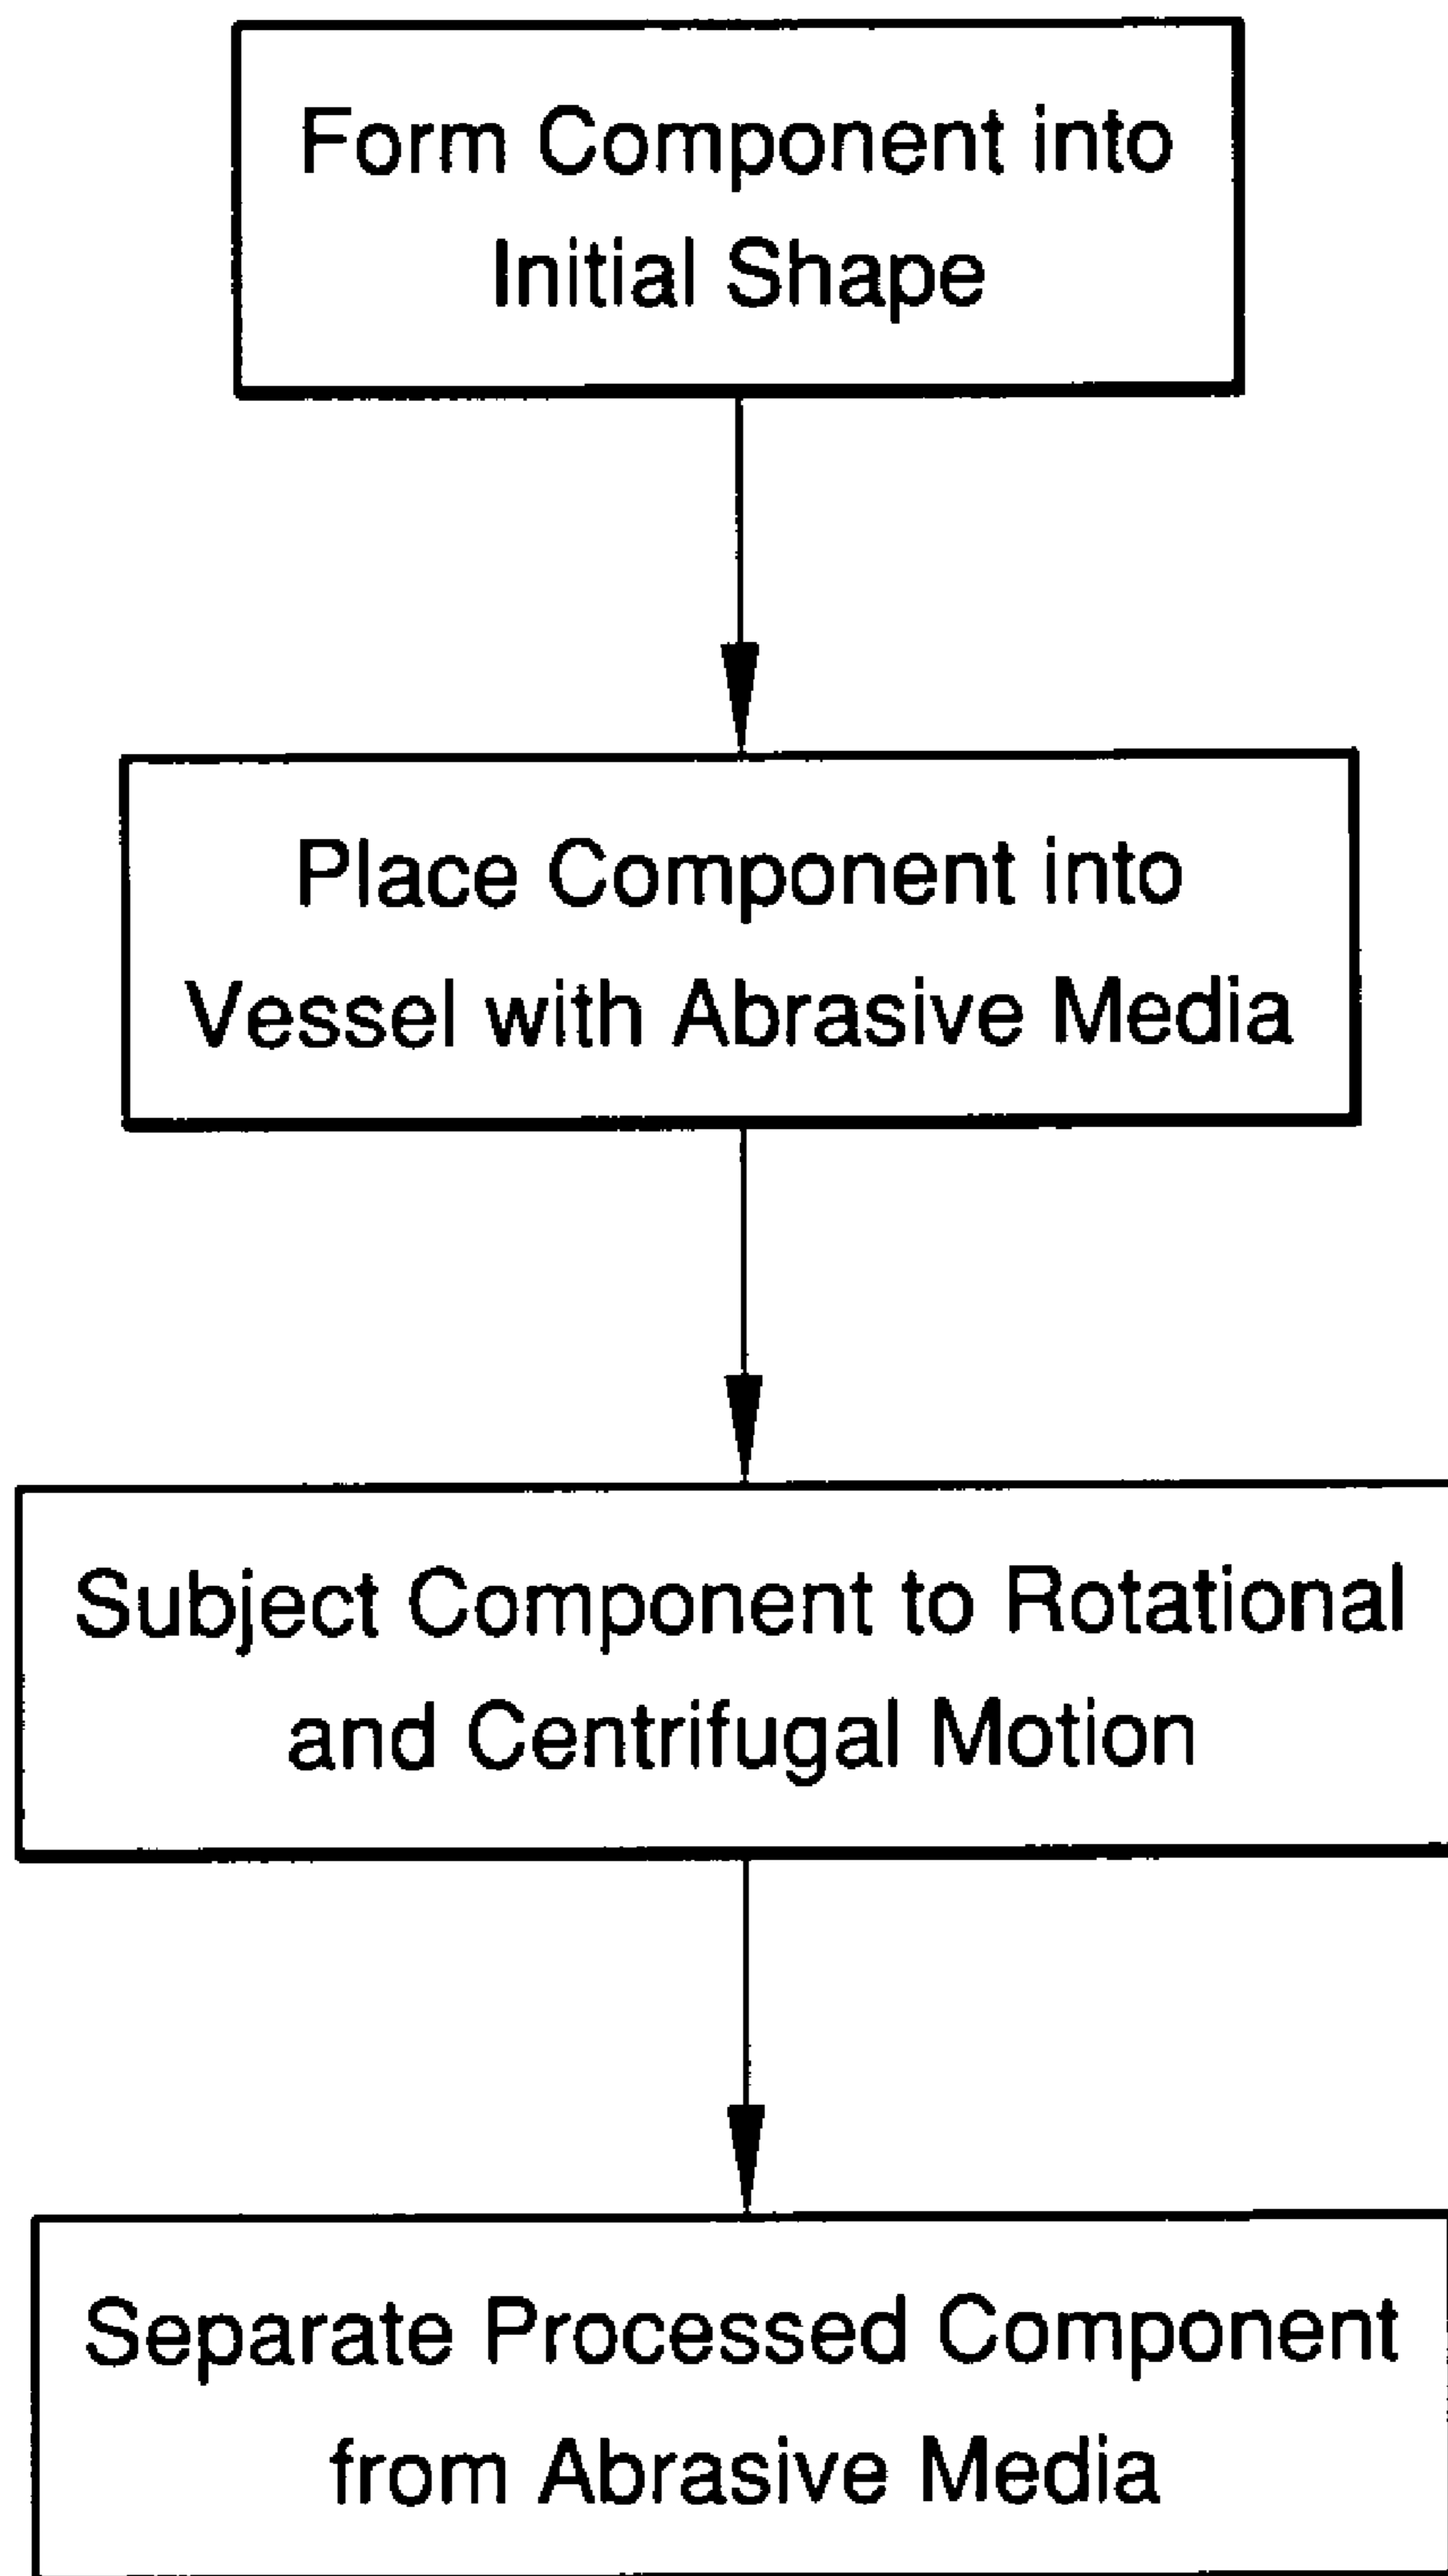 Form Component into
Initial Shape
Place Component into
Vessel with Abrasive Media
Subject Component to Rotational
and Centrifugal Motion
Separate Processed Component
from Abrasive Media